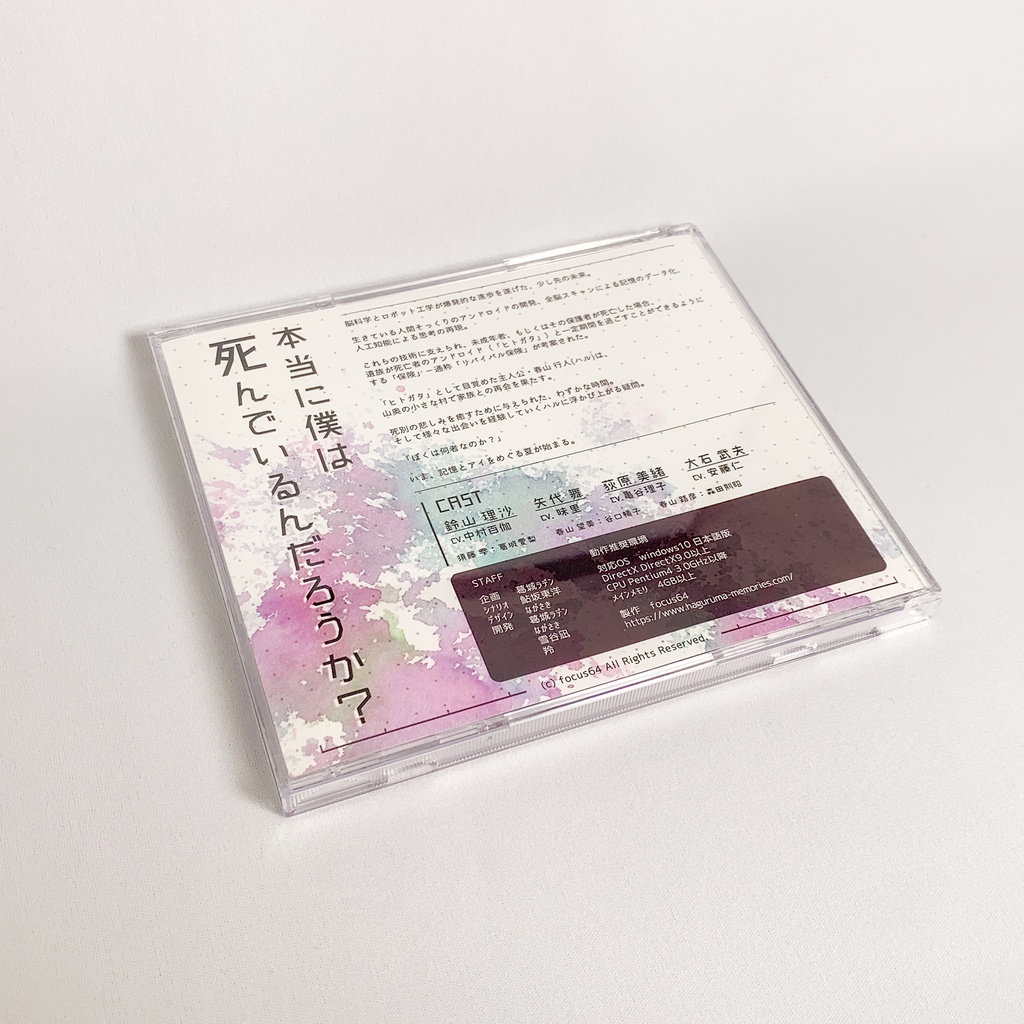 本当に僕は
死んでいるんだろうか?
脳科学とロボット工学が爆発的な進歩を遂げた、少し先の未来。
生きている人間そっくりのアンドロイドの開発、全脳スキャンによる記憶のデータ化、
人工知能による思考の再現。
これらの技術に支えられ、未成年者、もしくはその保護者が死亡した場合、
遺族が死亡者のアンドロイド(「ヒトガタ」)と一定期間を過ごすことができるように
する「保険」－通称「リバイバル保険」が考案された。
「ヒトガタ」として目覚めた主人公・春山 行人(ハル)は、
山奥の小さな村で家族との再会を果たす。
死別の悲しみを癒すために与えられた、わずかな時間。
そして様々な出会いを経験していくハルに浮かび上がる疑問。
「ぼくは何者なのか?」
いま、記憶とアイをめぐる夏が始まる。
CAST
鈴山 理沙 矢代 舞 荻原 美緒 大石 武夫
CV.中村百伽 CV.味里 CV.亀谷理子 CV.安藤仁
須藤 幸：葛城愛梨 春山 望美：谷口暢子 春山 路彦：森田則昭
STAFF
企画 葛城ラヂン
シナリオ 鮎坂東洋
ながさき
デザイン 葛城ラヂン
ながさき
開発 雪谷凪
羚
動作推奨環境
対応OS windows10 日本語版
DirectX DirectX9.0以上
CPU Pentium4 3.0GHz以降
メインメモリ 4GB以上
製作 focus64
https://www.haguruma-memories.com/
(c) focus64 All Rights Reserved.